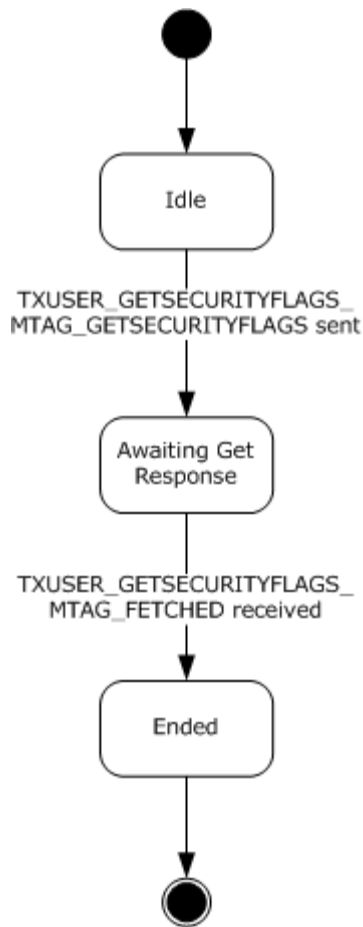 Idle
TXUSER_GETSECURITYFLAGS_
MTAG_GETSECURITYFLAGS sent
Awaiting Get
Response
TXUSER_GETSECURITYFLAGS_
MTAG_FETCHED received
Ended